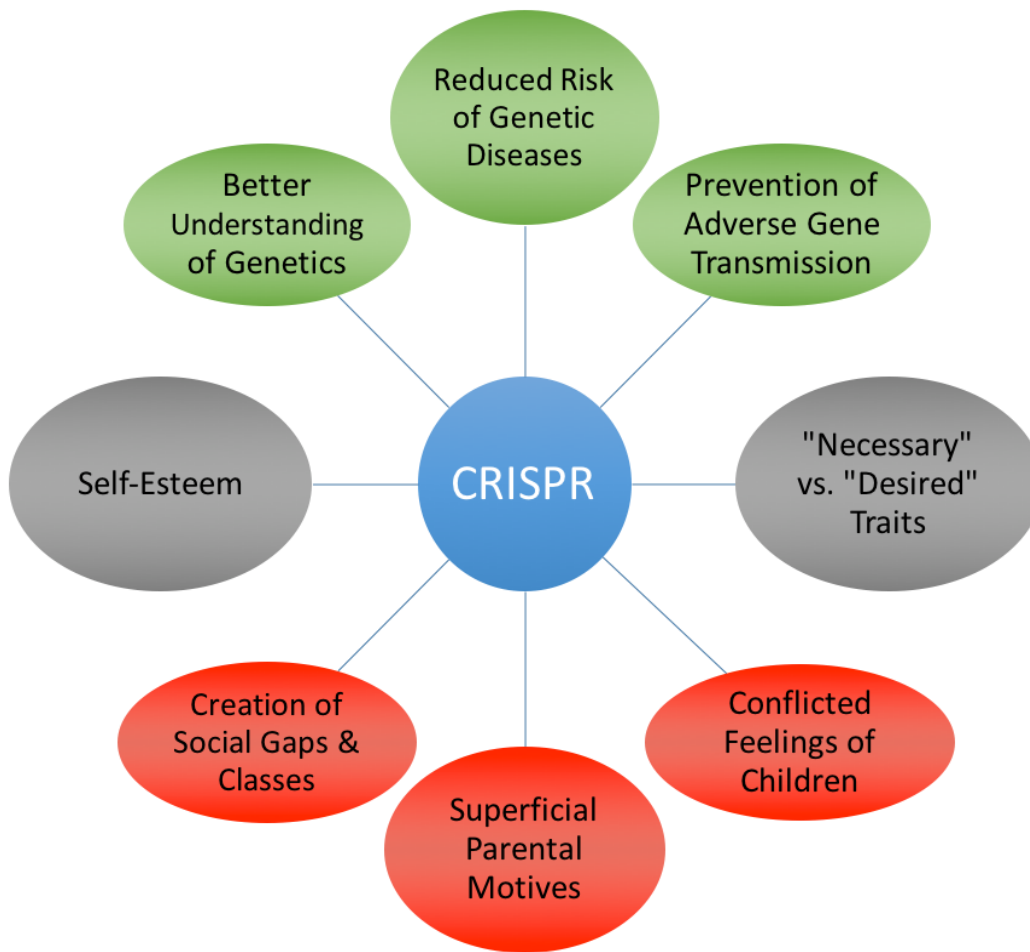 Reduced Risk
of Genetic
Diseases
Better
Understanding
of Genetics
Prevention of
Adverse Gene
Transmission
Self-Esteem
CRISPR
"Necessary"
vs. "Desired"
Traits
Creation of
Social Gaps &
Classes
Superficial
Parental
Motives
Conflicted
Feelings of
Children